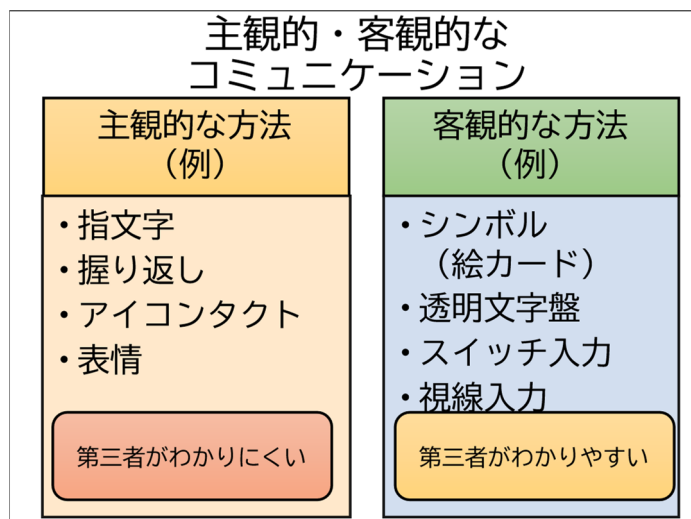 主観的・客観的な
コミュニケーション
主観的な方法
（例）
・指文字
・握り返し
・アイコンタクト
・表情
第三者がわかりにくい
客観的な方法
（例）
・シンボル
（絵カード）
・透明文字盤
・スイッチ入力
・視線入力
第三者がわかりやすい